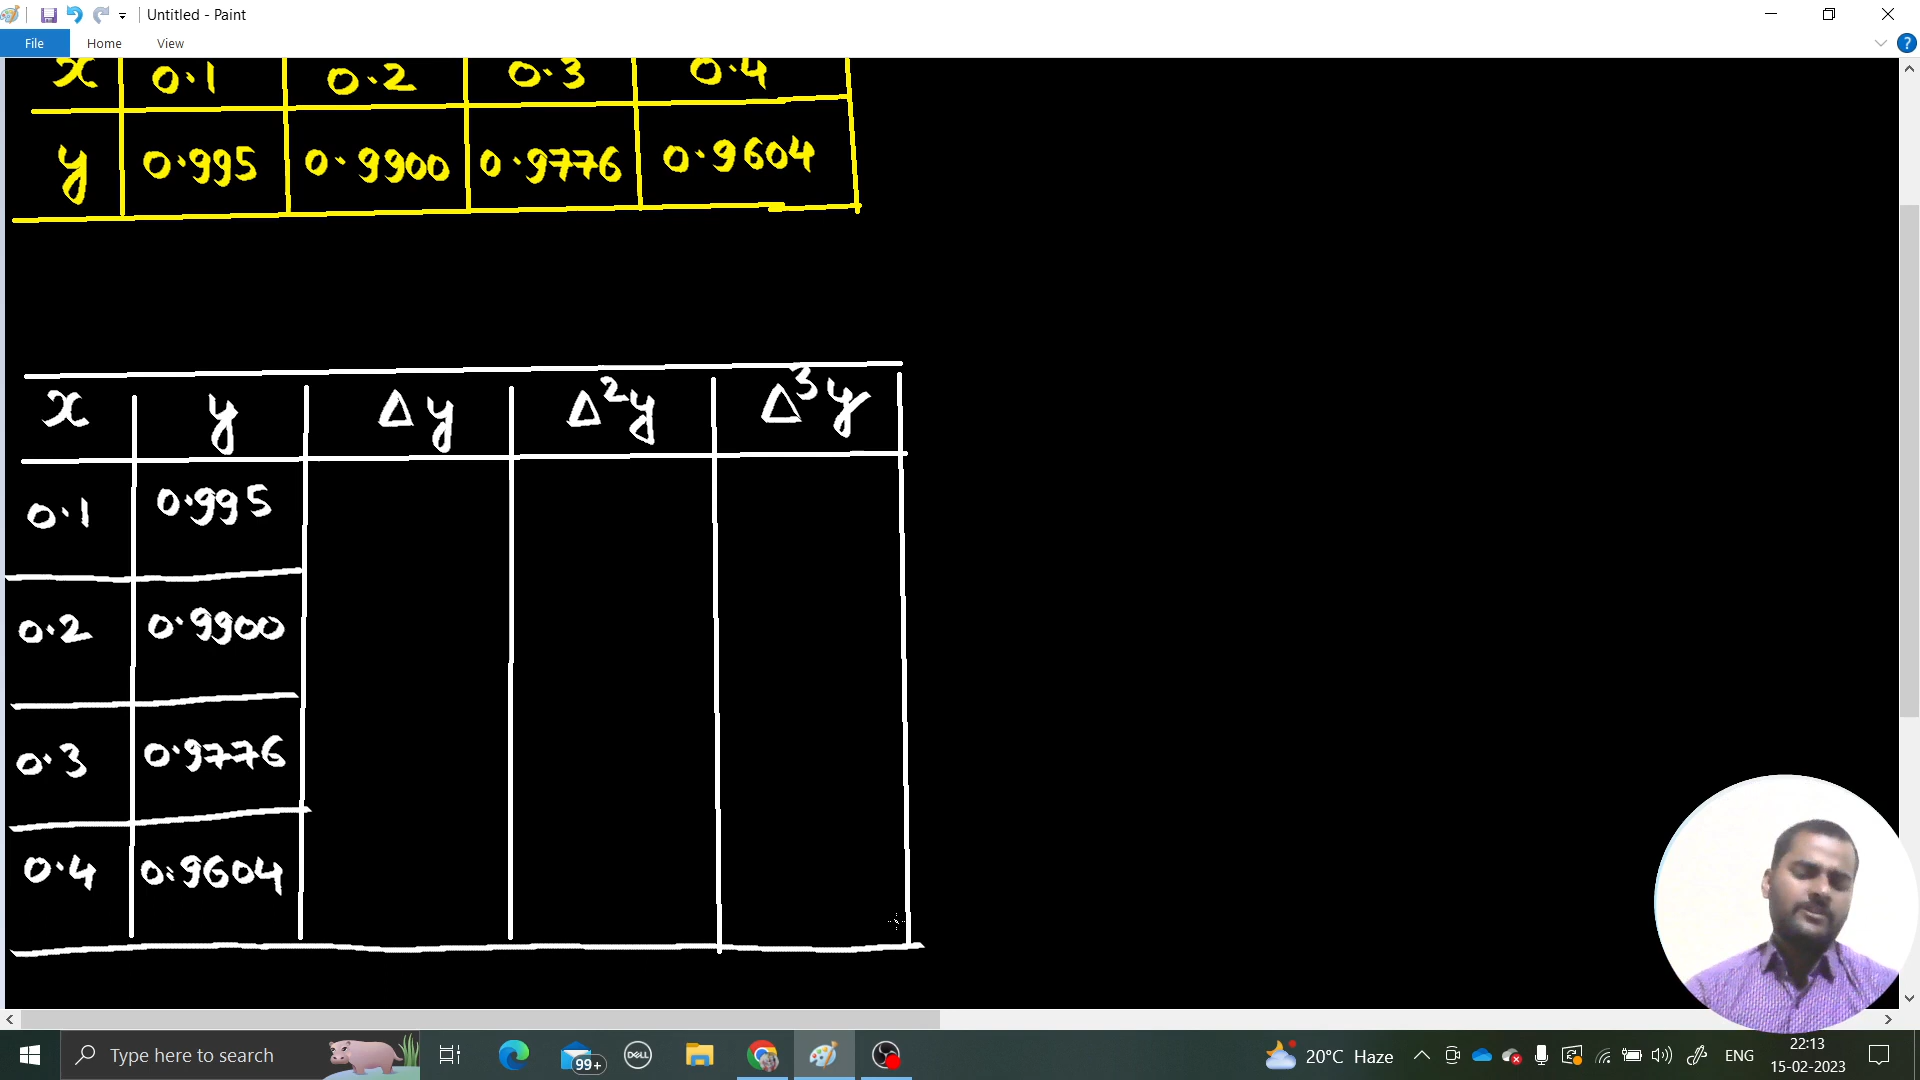 Untitled - Paint
File Home View
x 0.1 0.2 0.3 0.4
y 0.995 0.9900 0.9776 0.9604
x y Δy Δ²y Δ³y
0.1 0.995
0.2 0.9900
0.3 0.9776
0.4 0.9604
Type here to search
99+
DELL
20°C Haze
ENG
22:13
15-02-2023